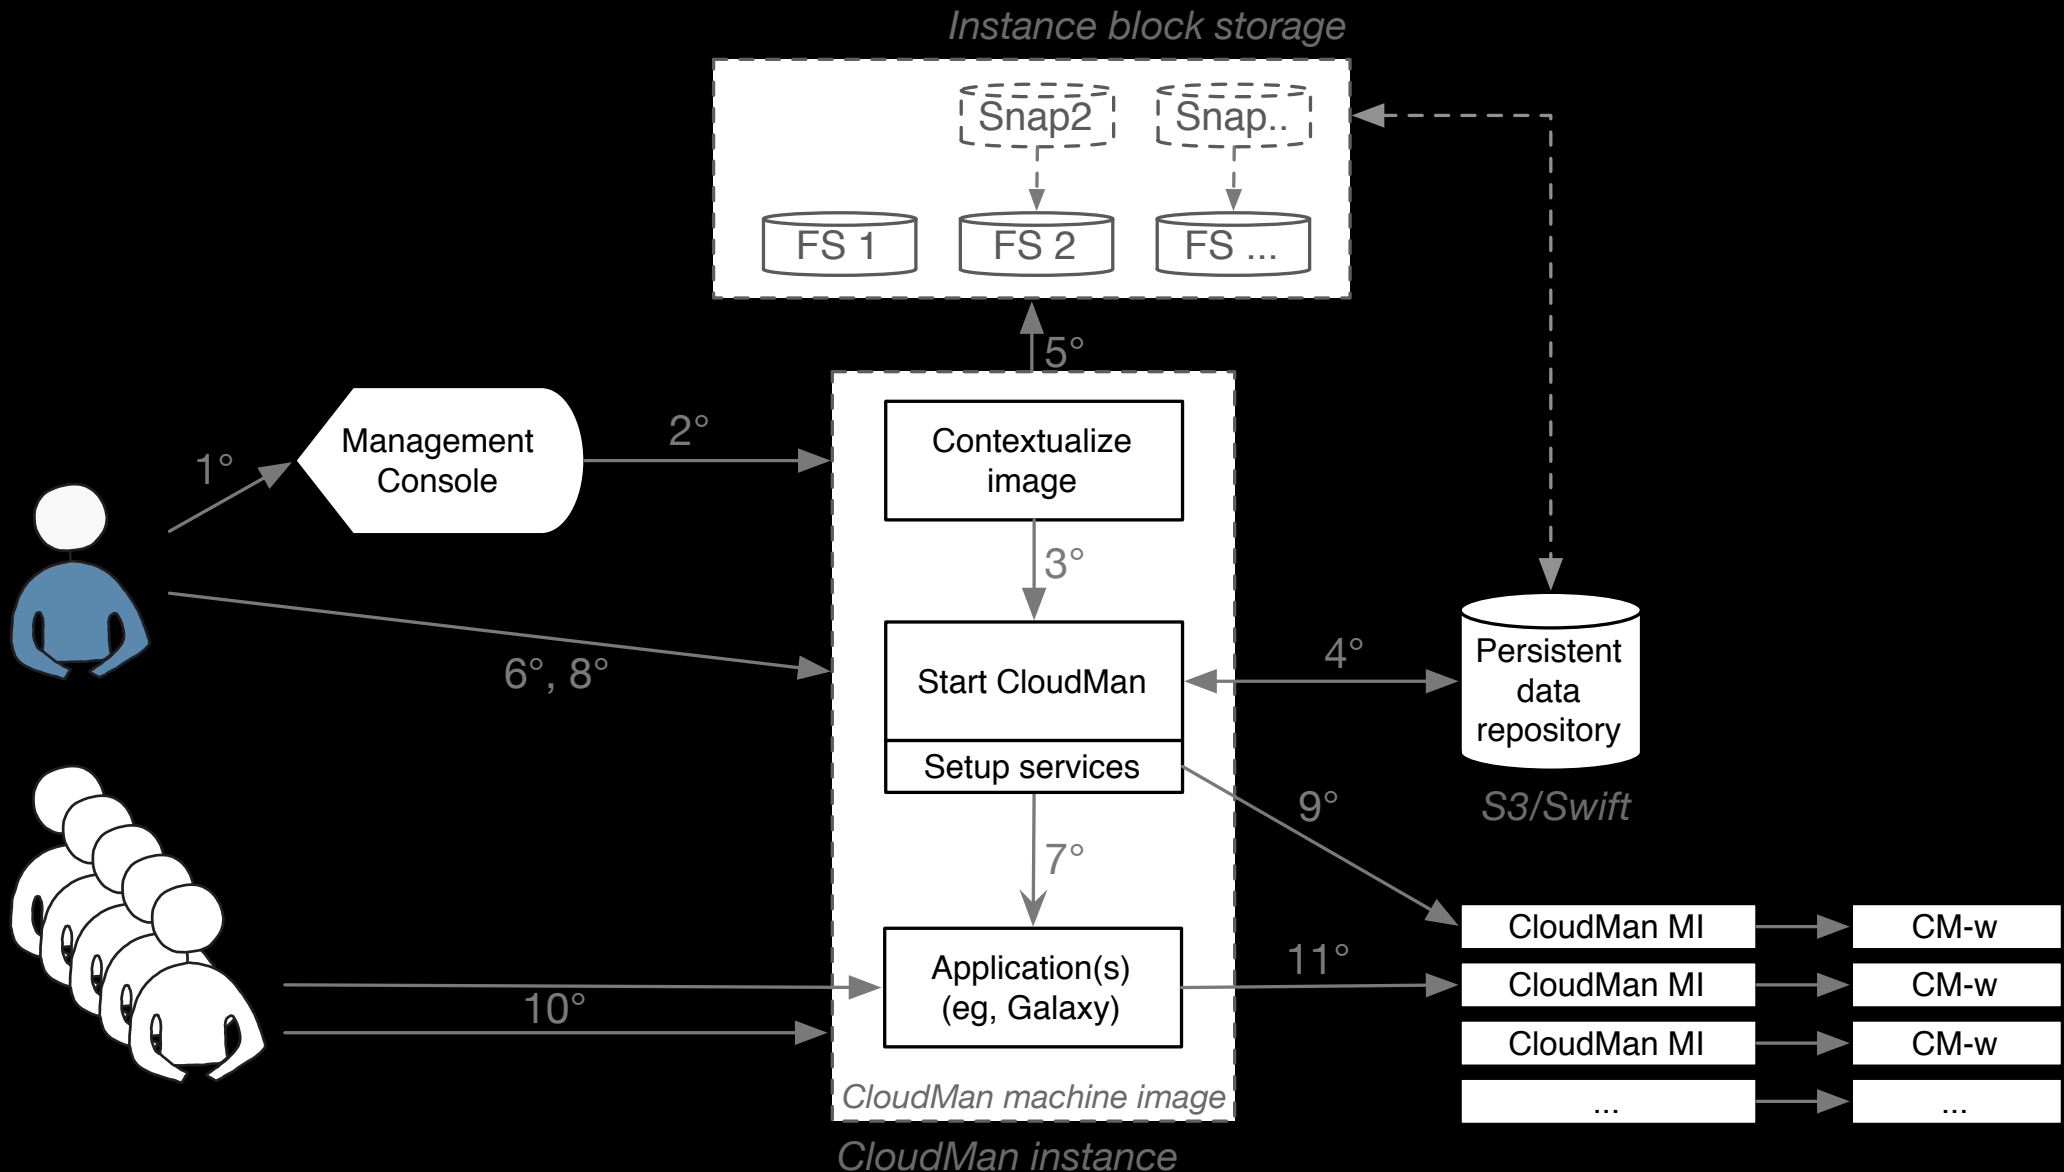 Instance block storage
Snap2
Snap..
FS 1
FS 2
FS ...
5°
1°
Management
Console
2°
Contextualize
image
3°
6°, 8°
Start CloudMan
4°
Persistent
data
repository
Setup services
S3/Swift
9°
7°
10°
Application(s)
(eg, Galaxy)
11°
CloudMan MI
CM-w
CloudMan MI
CM-w
CloudMan MI
CM-w
...
...
CloudMan machine image
CloudMan instance